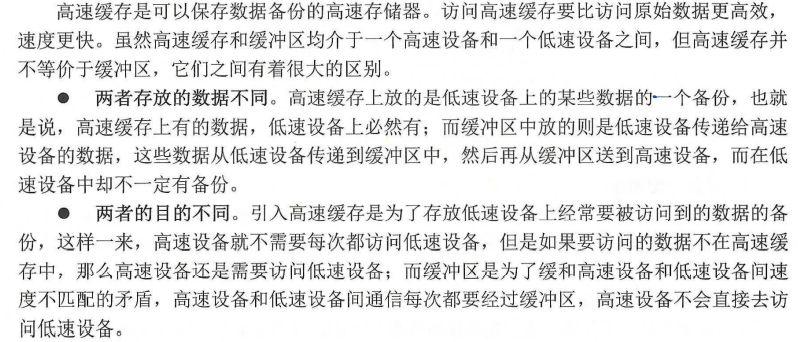 高速缓存是可以保存数据备份的高速存储器。访问高速缓存要比访问原始数据更高效，
速度更快。虽然高速缓存和缓冲区均介于一个高速设备和一个低速设备之间，但高速缓存并
不等价于缓冲区，它们之间有着很大的区别。
● 两者存放的数据不同。高速缓存上放的是低速设备上的某些数据的一个备份，也就
是说，高速缓存上有的数据，低速设备上必然有；而缓冲区中放的则是低速设备传递给高速
设备的数据，这些数据从低速设备传递到缓冲区中，然后再从缓冲区送到高速设备，而在低
速设备中却不一定有备份。
● 两者的目的不同。引入高速缓存是为了存放低速设备上经常要被访问到的数据的备
份，这样一来，高速设备就不需要每次都访问低速设备，但是如果要访问的数据不在高速缓
存中，那么高速设备还是需要访问低速设备；而缓冲区是为了缓和高速设备和低速设备间速
度不匹配的矛盾，高速设备和低速设备间通信每次都要经过缓冲区，高速设备不会直接去访
问低速设备。